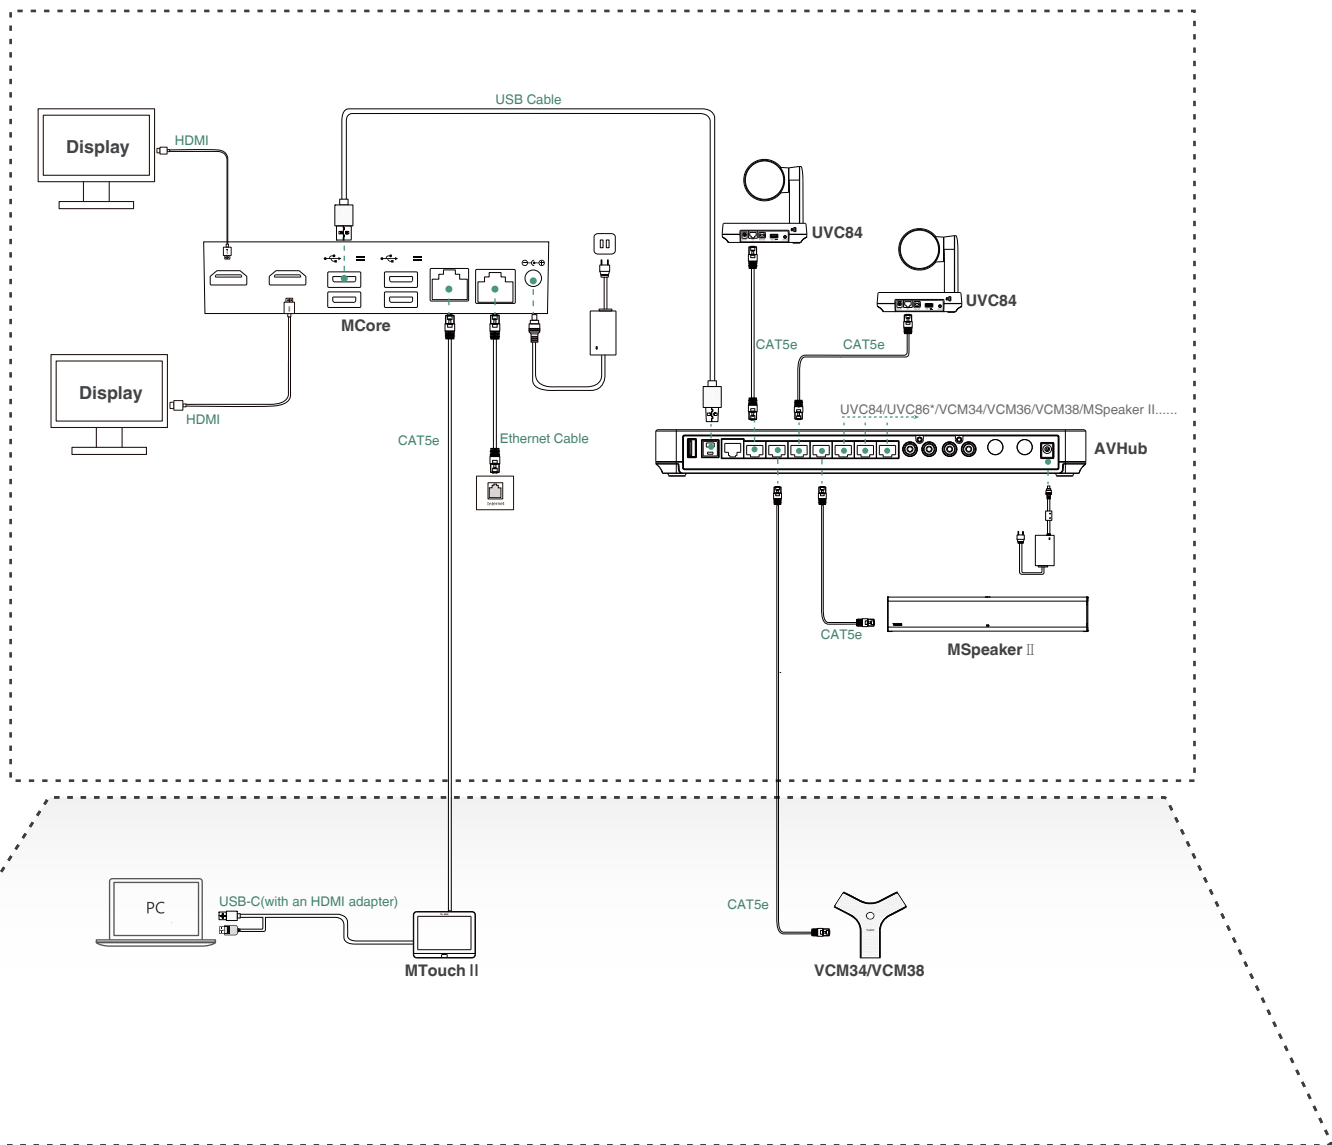 USB Cable
Display
HDMI
UVC84
UVC84
MCore
CAT5e
CAT5e
Display
HDMI
UVC84/UVC86*/VCM34/VCM36/VCM38/MSpeaker II......
CAT5e
Ethernet Cable
AVHub
Internet
CAT5e
MSpeaker Ⅱ
PC
USB-C(with an HDMI adapter)
CAT5e
MTouch Ⅱ
VCM34/VCM38